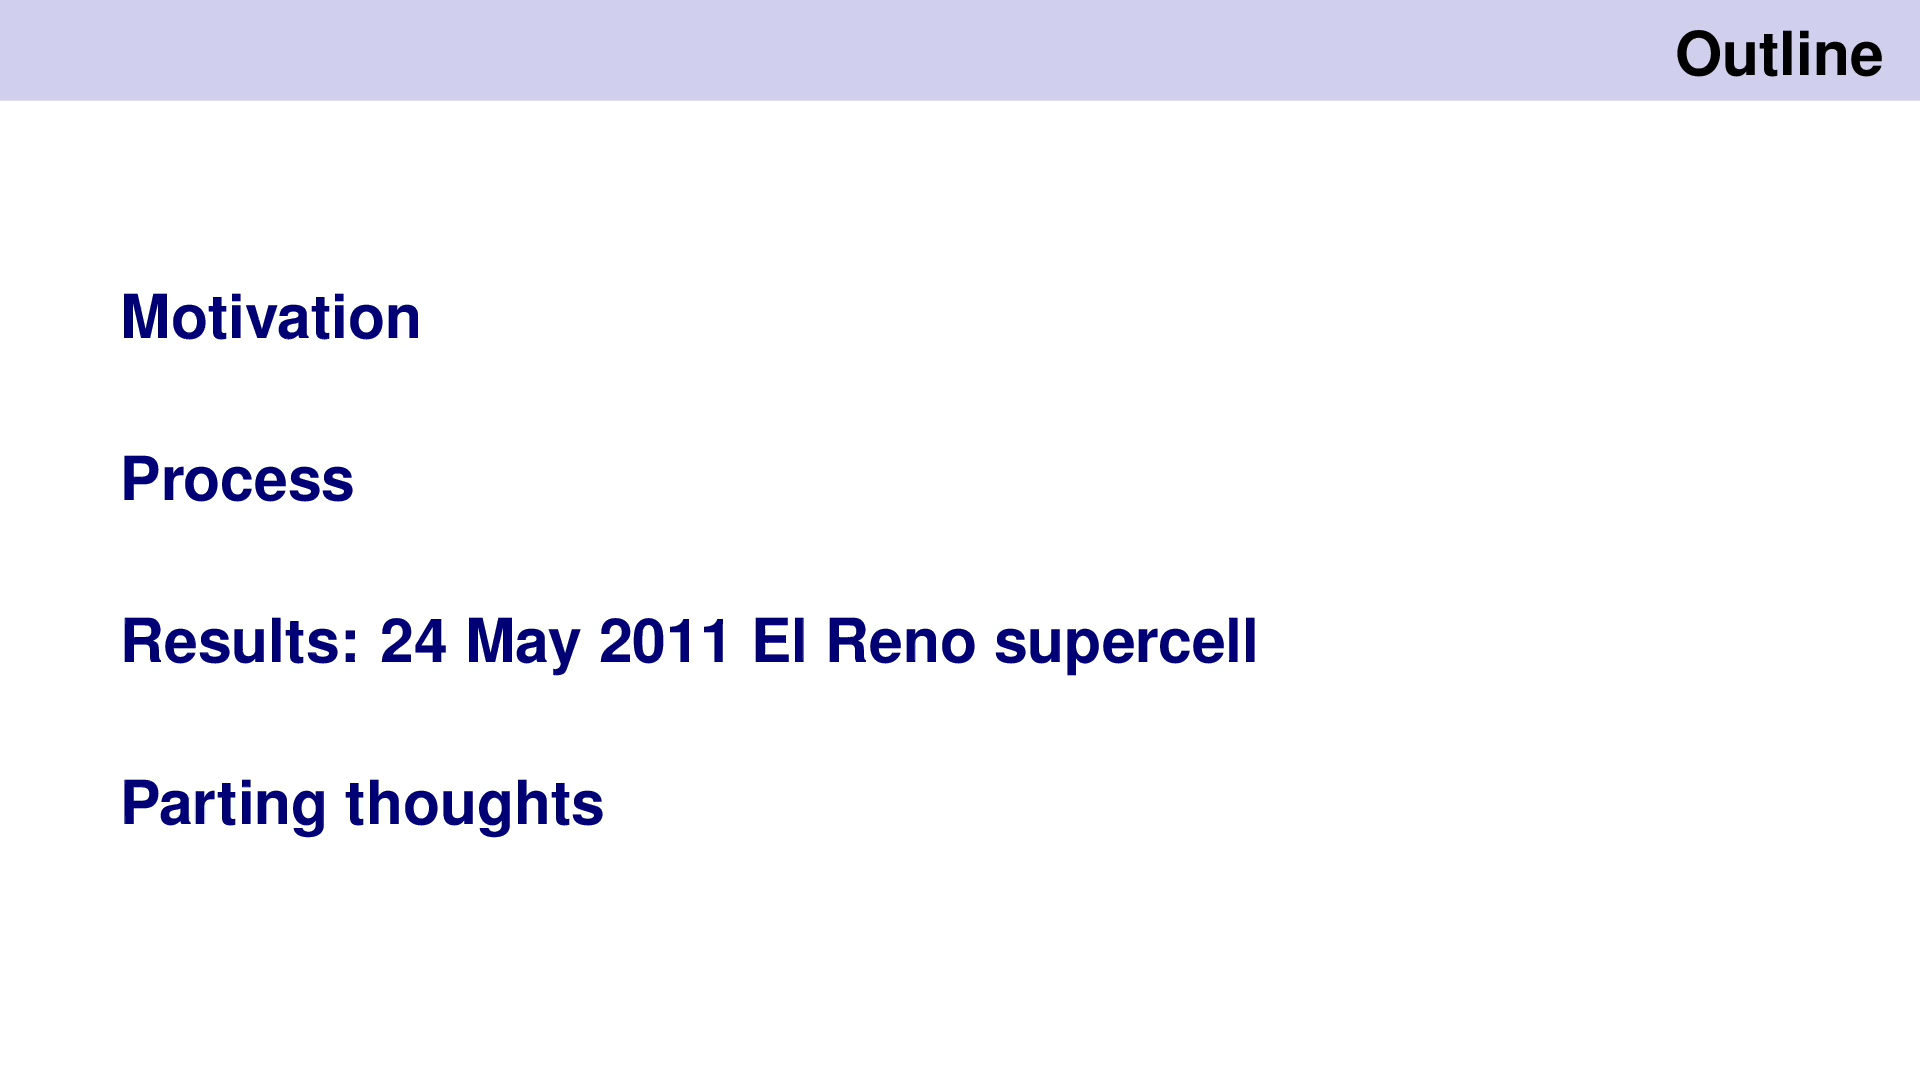 Outline
Motivation
Process
Results: 24 May 2011 El Reno supercell
Parting thoughts